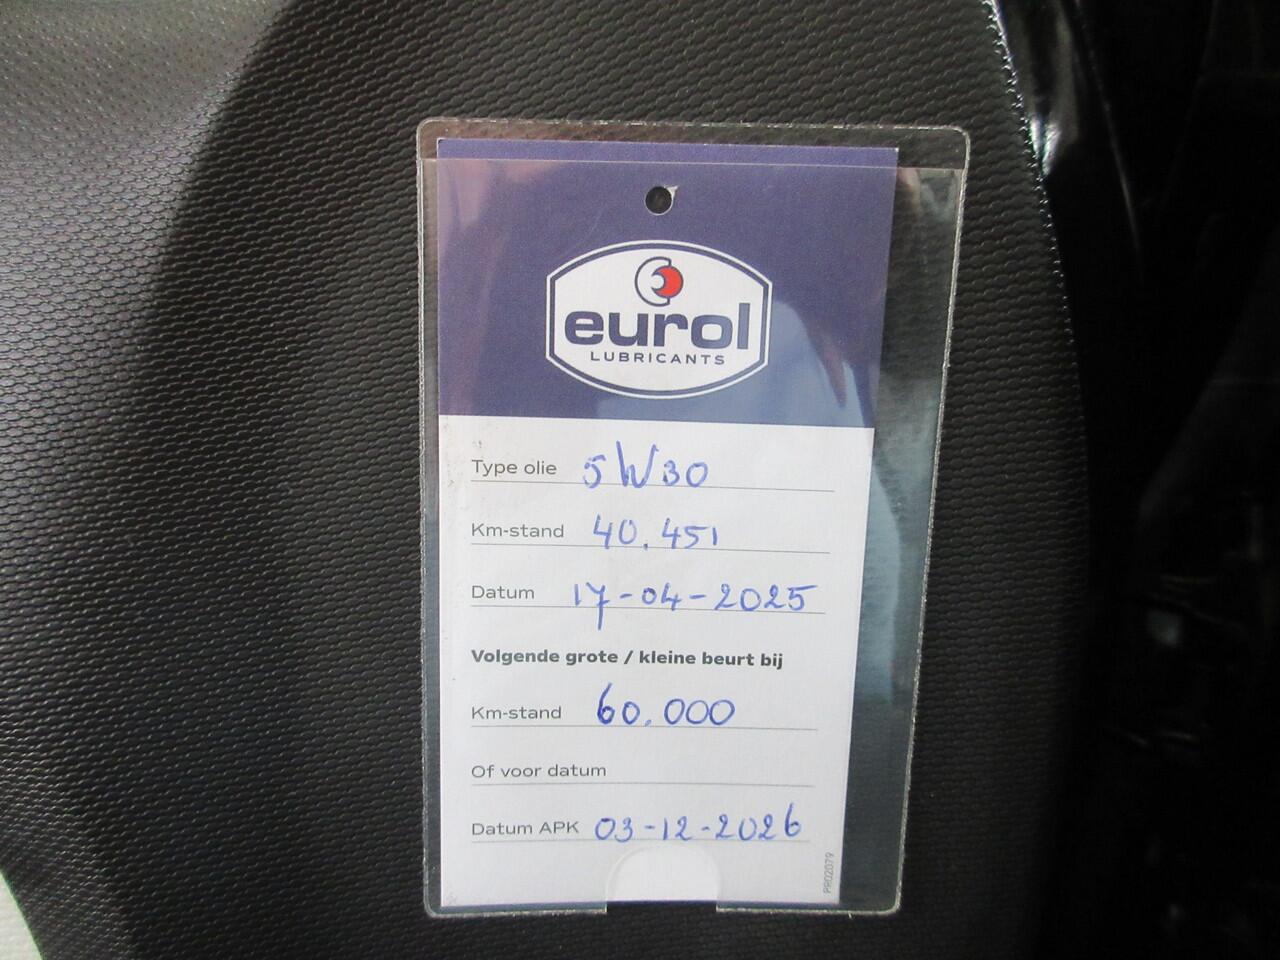 eurol
LUBRICANTS
Type olie 5W30
Km-stand 40.451
Datum 17-04-2025
Volgende grote / kleine beurt bij
Km-stand 60.000
Of voor datum
Datum APK 03-12-2026
PR02079